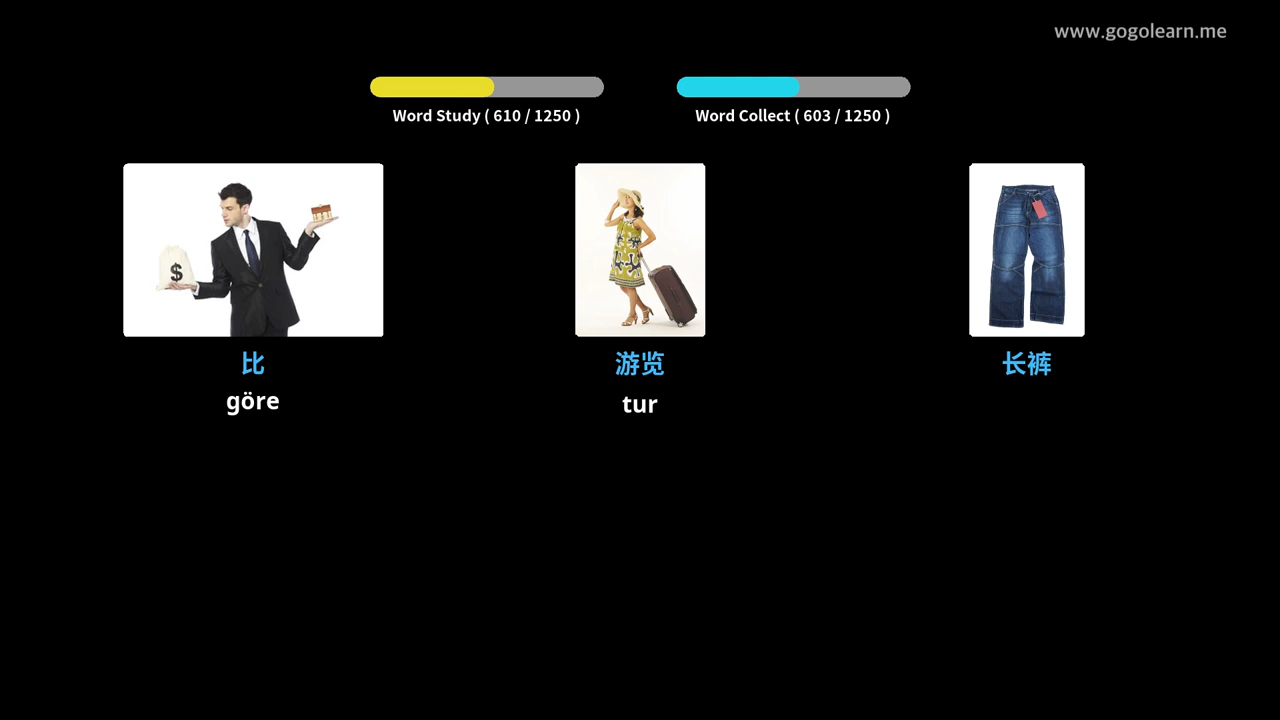 www.gogolearn.me
Word Study ( 610 / 1250 )
Word Collect ( 603 / 1250 )
$
比
游览
长裤
göre
tur